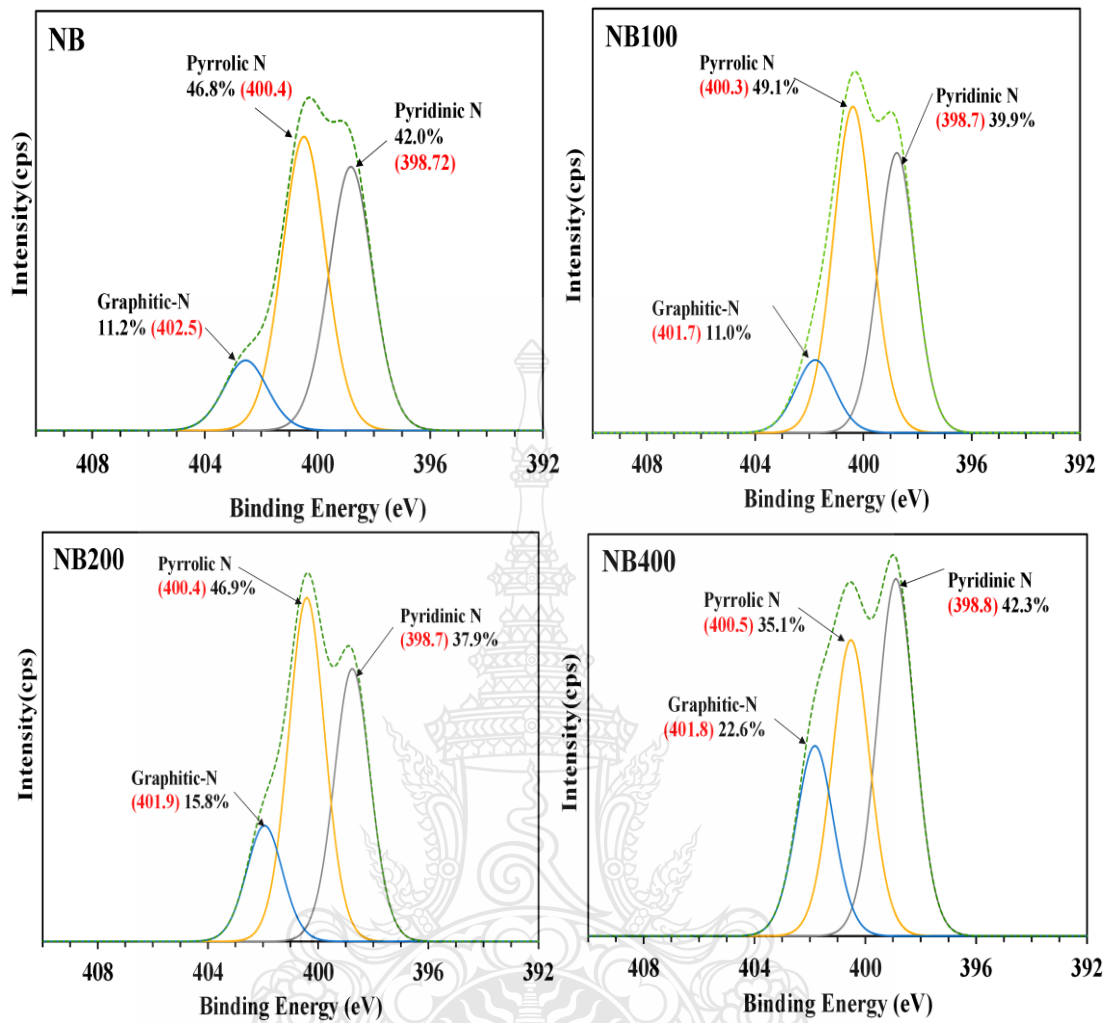 NB
Pyrrolic N
46.8% (400.4)
Pyridinic N
42.0%
(398.72)
Graphitic-N
11.2% (402.5)
Intensity(cps)
408 404 400 396 392
Binding Energy (eV)
NB100
Pyrrolic N
(400.3) 49.1%
Pyridinic N
(398.7) 39.9%
Graphitic-N
(401.7) 11.0%
Intensity(cps)
408 404 400 396 392
Binding Energy (eV)
NB200
Pyrrolic N
(400.4) 46.9%
Pyridinic N
(398.7) 37.9%
Graphitic-N
(401.9) 15.8%
Intensity(cps)
408 404 400 396 392
Binding Energy (eV)
NB400
Pyridinic N
(398.8) 42.3%
Pyrrolic N
(400.5) 35.1%
Graphitic-N
(401.8) 22.6%
Intensity(cps)
408 404 400 396 392
Binding Energy (eV)